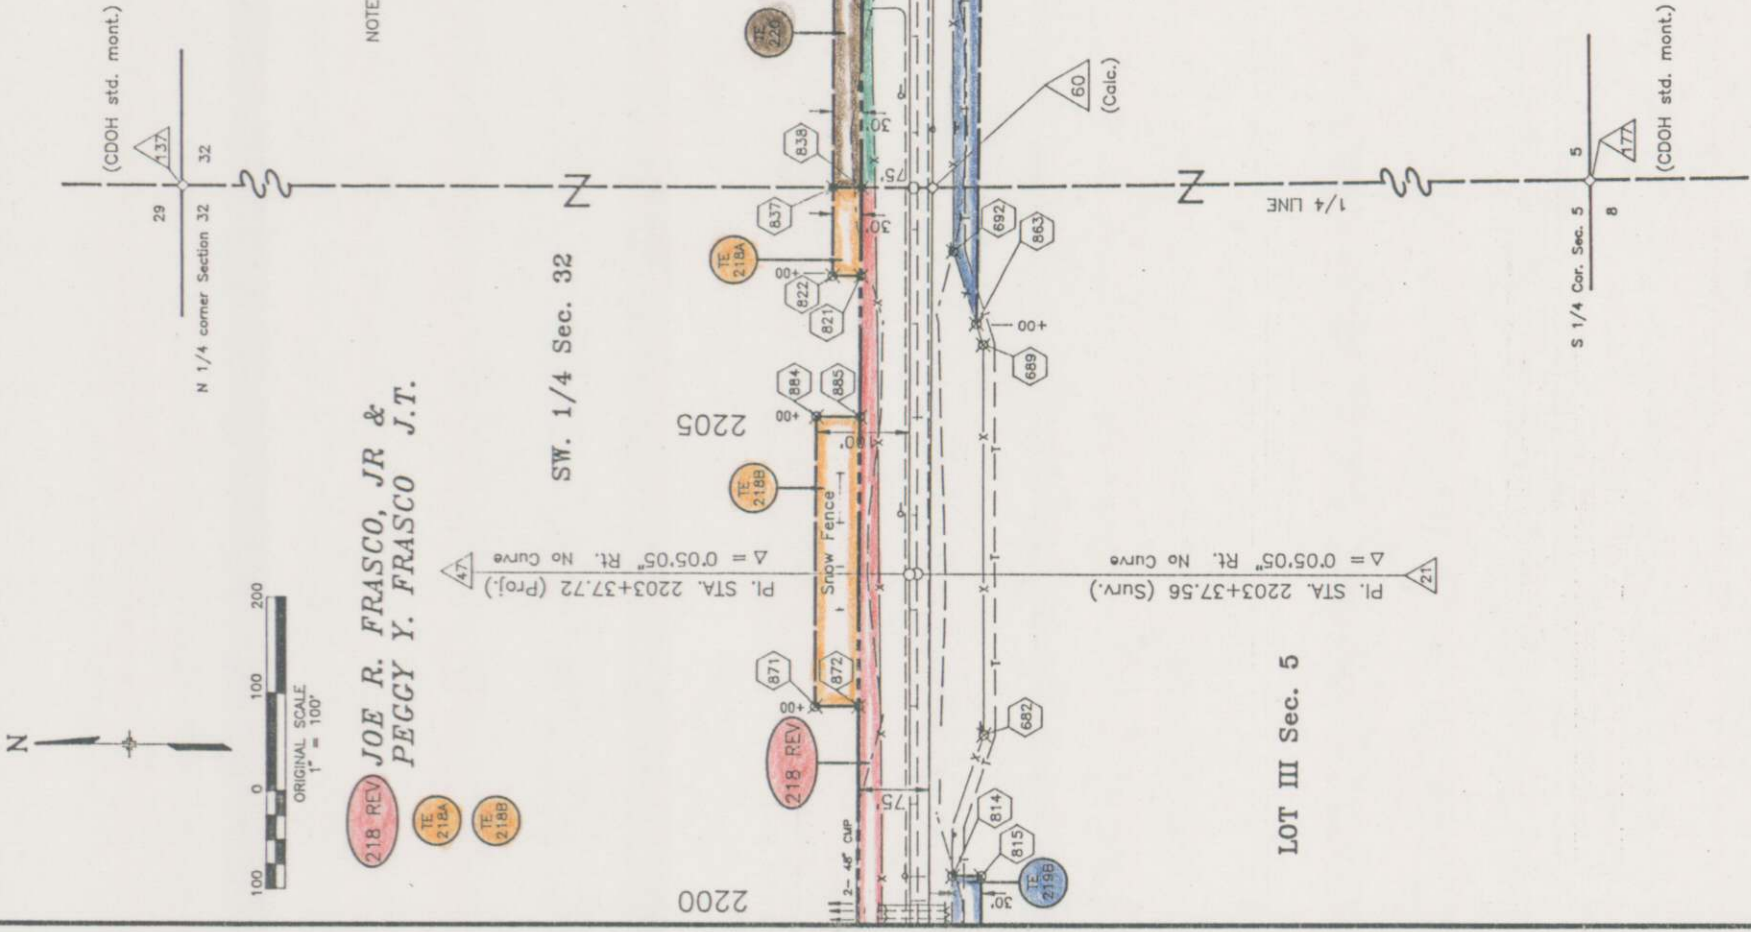 NOTE
(CDOH std. mont.)
137
29
32
N 1/4 corner Section 32
N
100
0
100
200
ORIGINAL SCALE
1" = 100'
218 REV
JOE R. FRASCO, JR &
PEGGY Y. FRASCO J.T.
TE
218A
TE
218B
SW. 1/4 Sec. 32
Z
47
PI. STA. 2203+37.72 (Proj.)
Δ = 0°05'05" Rt. No Curve
2205
2200
TE
226
838
837
30'
75'
30'
TE
218A
+00
822
821
884
885
+00
100'
TE
218B
Snow Fence
871
872
+00
218 REV
75'
2- 48" CMP
60
(Calc.)
692
863
+00
689
682
814
815
TE
219B
30'
Z
1/4 LINE
PI. STA. 2203+37.56 (Surv.)
Δ = 0°05'05" Rt. No Curve
21
LOT III Sec. 5
S 1/4 Cor. Sec. 5
5
8
177
(CDOH std. mont.)